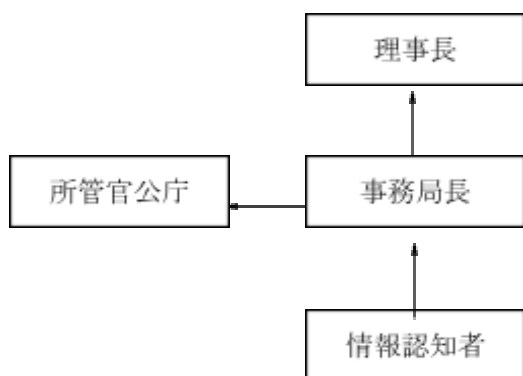 理事長
所管官公庁
事務局長
情報認知者